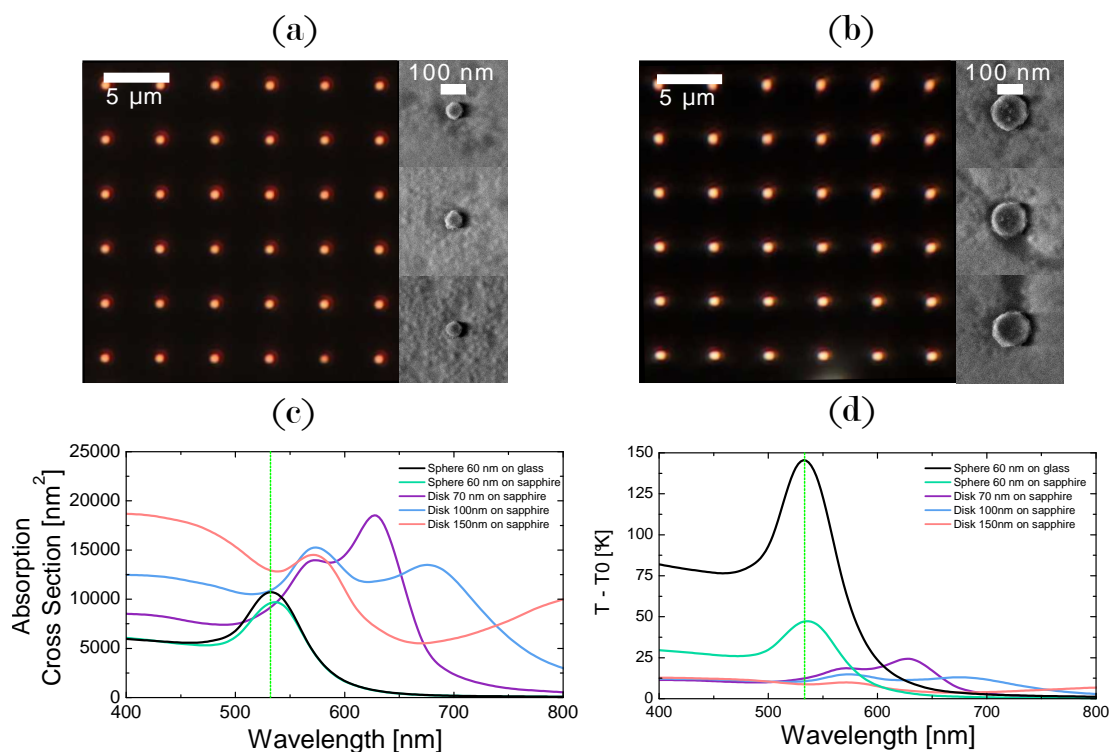 (a)
(b)
5 µm
100 nm
5 µm
100 nm
(c)
(d)
25000
20000
15000
10000
5000
0
400
500
600
700
800
Absorption
Cross Section [nm²]
Wavelength [nm]
Sphere 60 nm on glass
Sphere 60 nm on sapphire
Disk 70 nm on sapphire
Disk 100nm on sapphire
Disk 150nm on sapphire
150
125
100
75
50
25
0
400
500
600
700
800
T - T0 [°K]
Wavelength [nm]
Sphere 60 nm on glass
Sphere 60 nm on sapphire
Disk 70 nm on sapphire
Disk 100nm on sapphire
Disk 150nm on sapphire